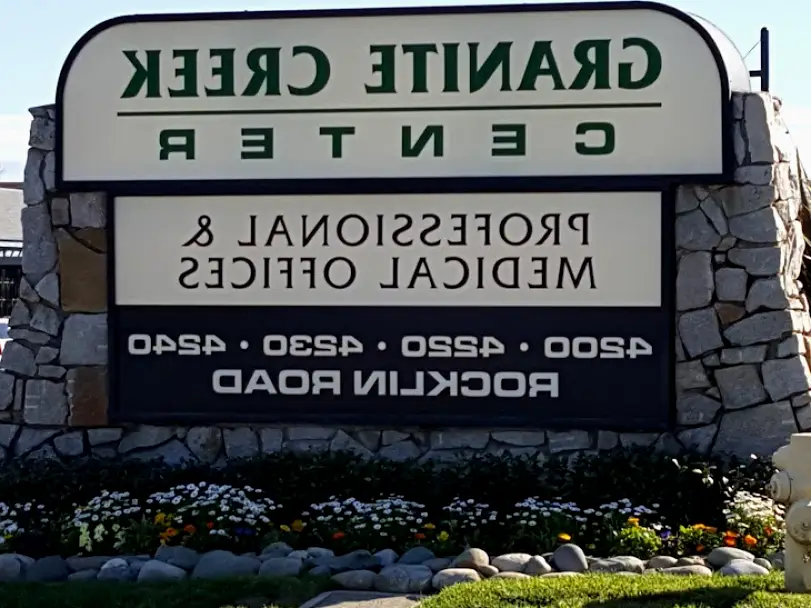 GRANITE CREEK
CENTER
PROFESSIONAL &
MEDICAL OFFICES
4200 • 4220 • 4230 • 4240
ROCKLIN ROAD